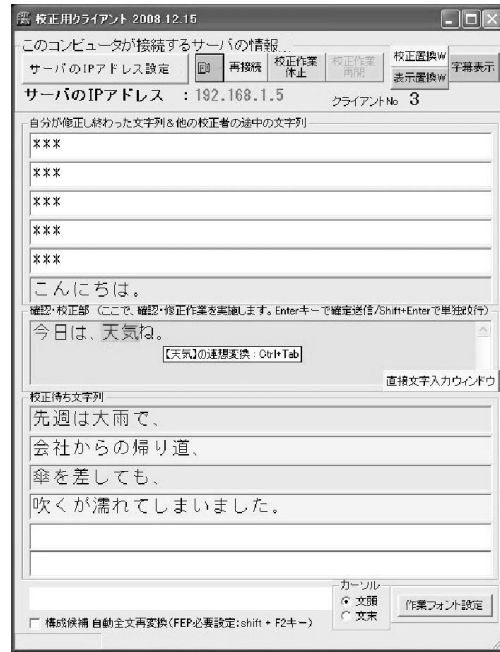 校正用クライアント 2008.12.15
このコンピュータが接続するサーバの情報...
サーバのIPアドレス設定 再接続 校正作業休止 校正作業再開 校正置換W 表示置換W 字幕表示
サーバのIPアドレス : 192.168.1.5 クライアントNo 3
自分が修正し終わった文字列&他の校正者の途中の文字列
***
***
***
***
***
こんにちは。
確認・校正部 (ここで、確認・修正作業を実施します。Enterキーで確定送信/Shift+Enterで単独改行)
今日は、天気ね。
【天気】の連想変換:Ctrl+Tab
直接文字入力ウィンドウ
校正待ち文字列
先週は大雨で、
会社からの帰り道、
傘を差しても、
吹くが濡れてしまいました。
カーソル
文頭
文末
作業フォント設定
構成候補 自動全文再変換(FEP必要設定:shift + F2キー)